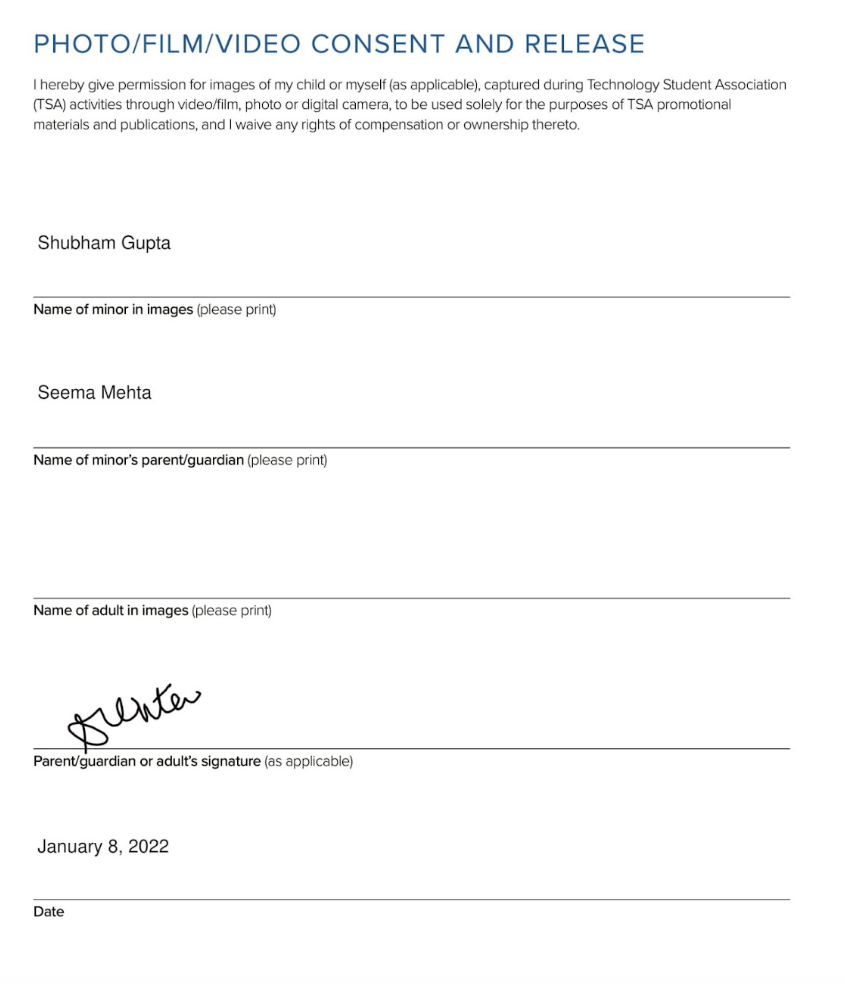 PHOTO/FILM/VIDEO CONSENT AND RELEASE
I hereby give permission for images of my child or myself (as applicable), captured during Technology Student Association
(TSA) activities through video/film, photo or digital camera, to be used solely for the purposes of TSA promotional
materials and publications, and I waive any rights of compensation or ownership thereto.
Shubham Gupta
Name of minor in images (please print)
Seema Mehta
Name of minor's parent/guardian (please print)
Name of adult in images (please print)
Parent/guardian or adult's signature (as applicable)
January 8, 2022
Date